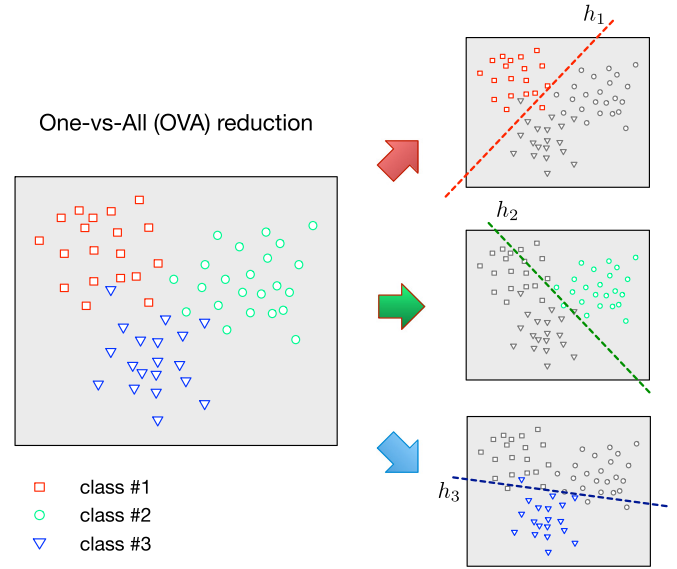 One-vs-All (OVA) reduction
class #1
class #2
class #3
h₁
h₂
h₃